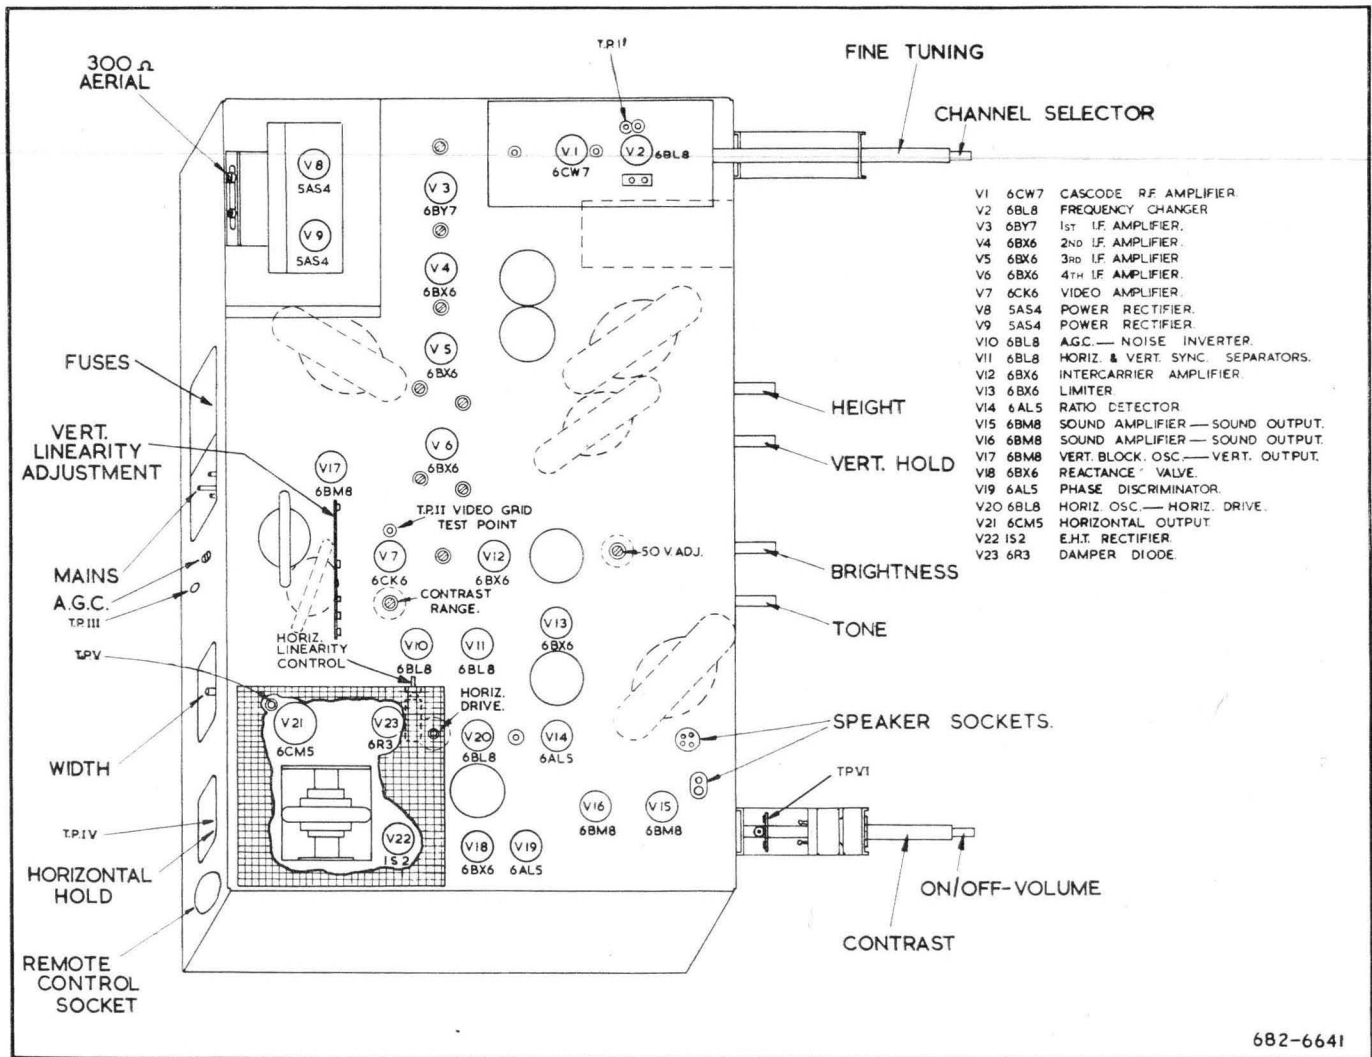 300 Ω
AERIAL
T.P. I
FINE TUNING
CHANNEL SELECTOR
V8
5AS4
V9
5AS4
V1
6CW7
V2
6BL8
V3
6BY7
V4
6BX6
V5
6BX6
V6
6BX6
V17
6BM8
T.P.II VIDEO GRID
TEST POINT
V7
6CK6
V12
6BX6
50 V. ADJ.
CONTRAST
RANGE.
HORIZ.
LINEARITY
CONTROL
V10
6BL8
V11
6BL8
V13
6BX6
HORIZ.
DRIVE.
V21
6CM5
V23
6R3
V20
6BL8
V14
6AL5
V22
1S2
V16
6BM8
V15
6BM8
V18
6BX6
V19
6AL5
FUSES
VERT.
LINEARITY
ADJUSTMENT
MAINS
A.G.C.
T.P.III
T.P.V
WIDTH
T.P.IV
HORIZONTAL
HOLD
REMOTE
CONTROL
SOCKET
HEIGHT
VERT. HOLD
BRIGHTNESS
TONE
SPEAKER SOCKETS.
T.P.VI
ON/OFF-VOLUME
CONTRAST
V1 6CW7 CASCODE R.F. AMPLIFIER.
V2 6BL8 FREQUENCY CHANGER
V3 6BY7 1ST I.F. AMPLIFIER.
V4 6BX6 2ND I.F. AMPLIFIER.
V5 6BX6 3RD I.F. AMPLIFIER
V6 6BX6 4TH I.F. AMPLIFIER.
V7 6CK6 VIDEO AMPLIFIER.
V8 5AS4 POWER RECTIFIER.
V9 5AS4 POWER RECTIFIER.
V10 6BL8 A.G.C.— NOISE INVERTER.
V11 6BL8 HORIZ. & VERT. SYNC. SEPARATORS.
V12 6BX6 INTERCARRIER AMPLIFIER.
V13 6BX6 LIMITER
V14 6AL5 RATIO DETECTOR
V15 6BM8 SOUND AMPLIFIER — SOUND OUTPUT.
V16 6BM8 SOUND AMPLIFIER — SOUND OUTPUT.
V17 6BM8 VERT. BLOCK. OSC.— VERT. OUTPUT.
V18 6BX6 REACTANCE VALVE.
V19 6AL5 PHASE DISCRIMINATOR.
V20 6BL8 HORIZ. OSC.— HORIZ. DRIVE.
V21 6CM5 HORIZONTAL OUTPUT
V22 1S2 E.H.T. RECTIFIER.
V23 6R3 DAMPER DIODE.
682-6641